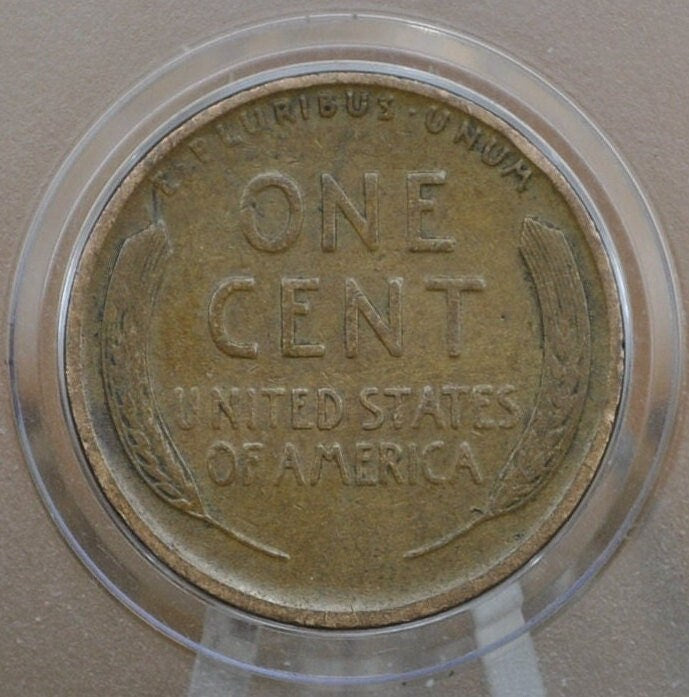 E·PLURIBUS·UNUM
ONE
CENT
UNITED STATES
OF AMERICA